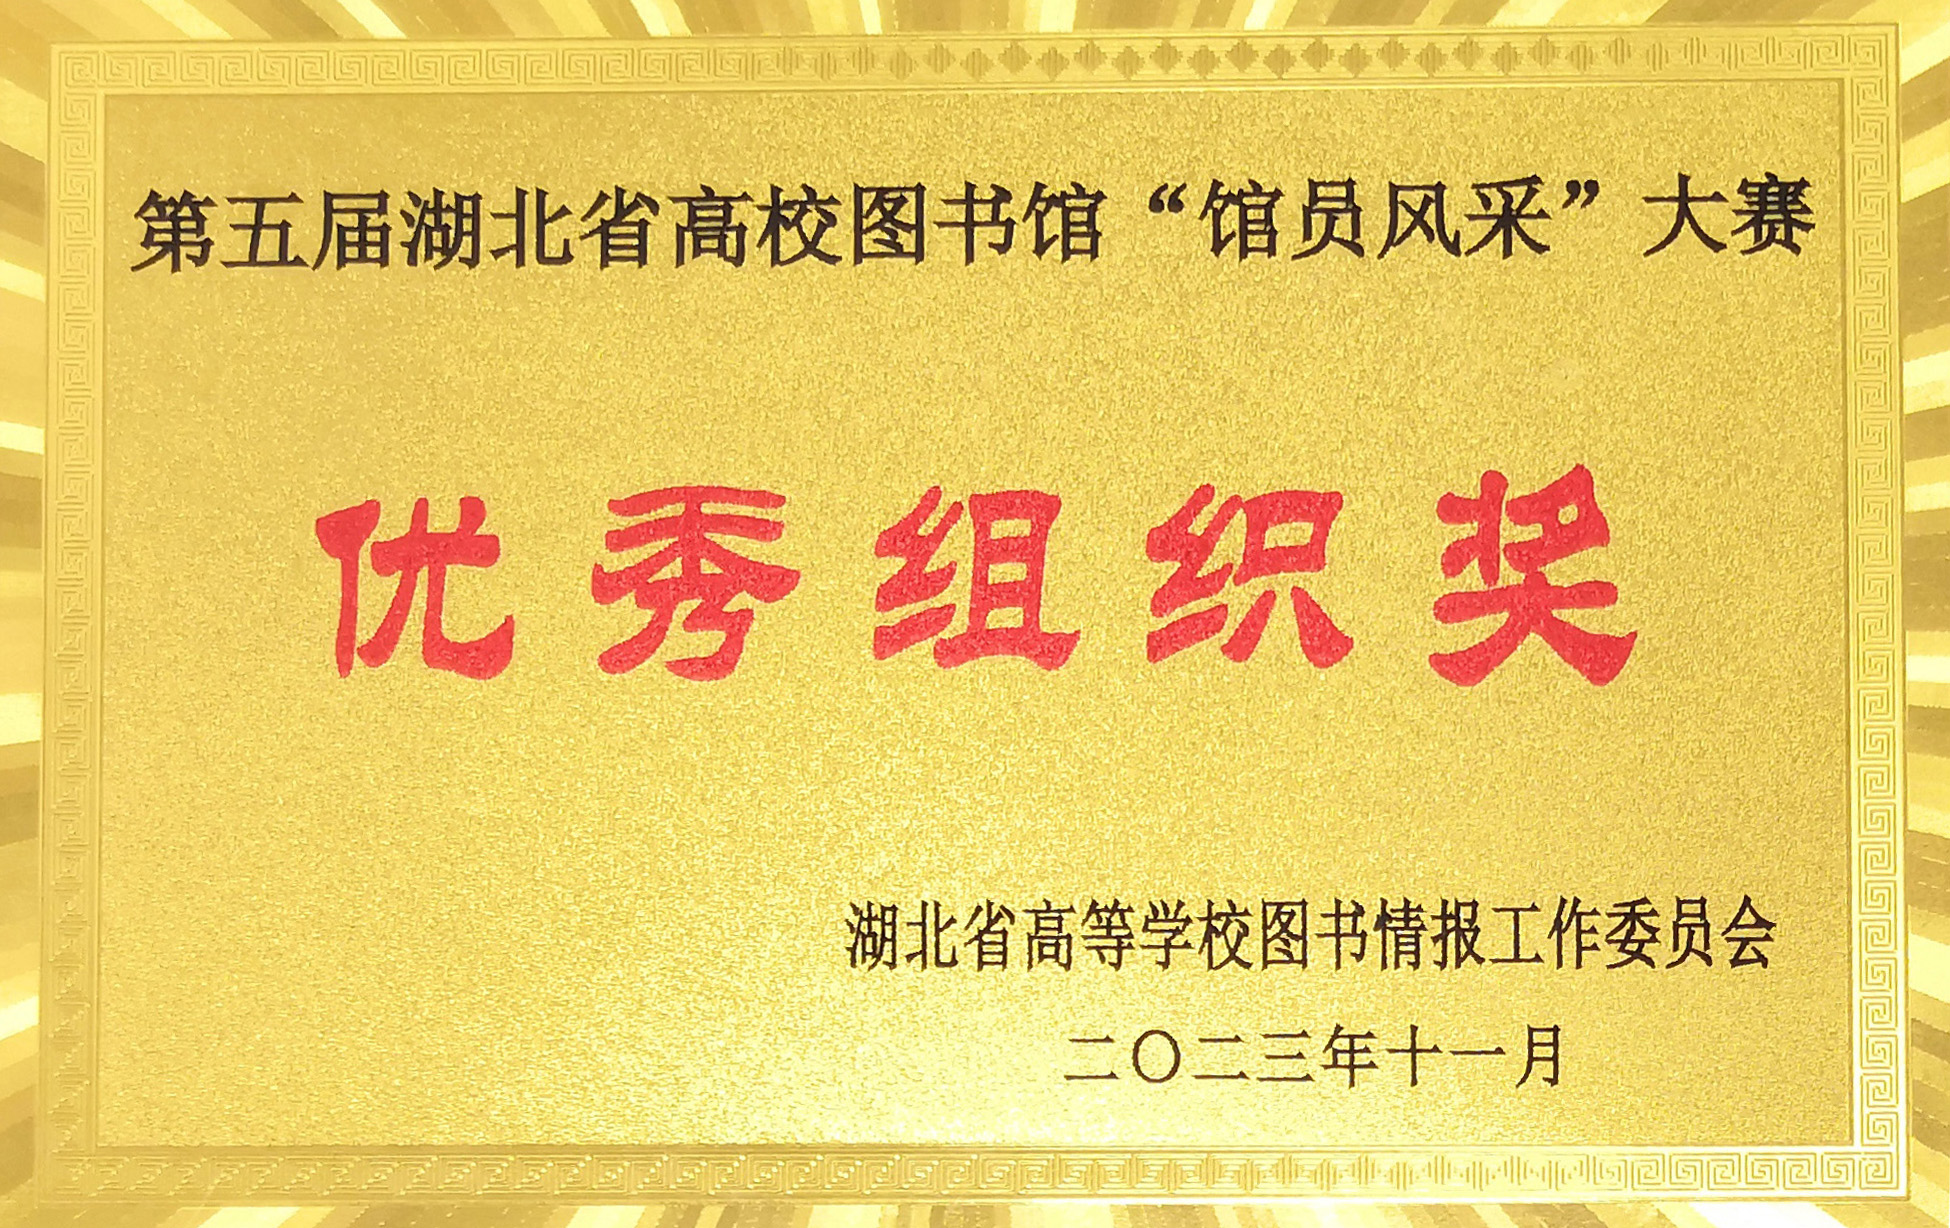 第五届湖北省高校图书馆“馆员风采”大赛
优秀组织奖
湖北省高等学校图书情报工作委员会
二〇二三年十一月